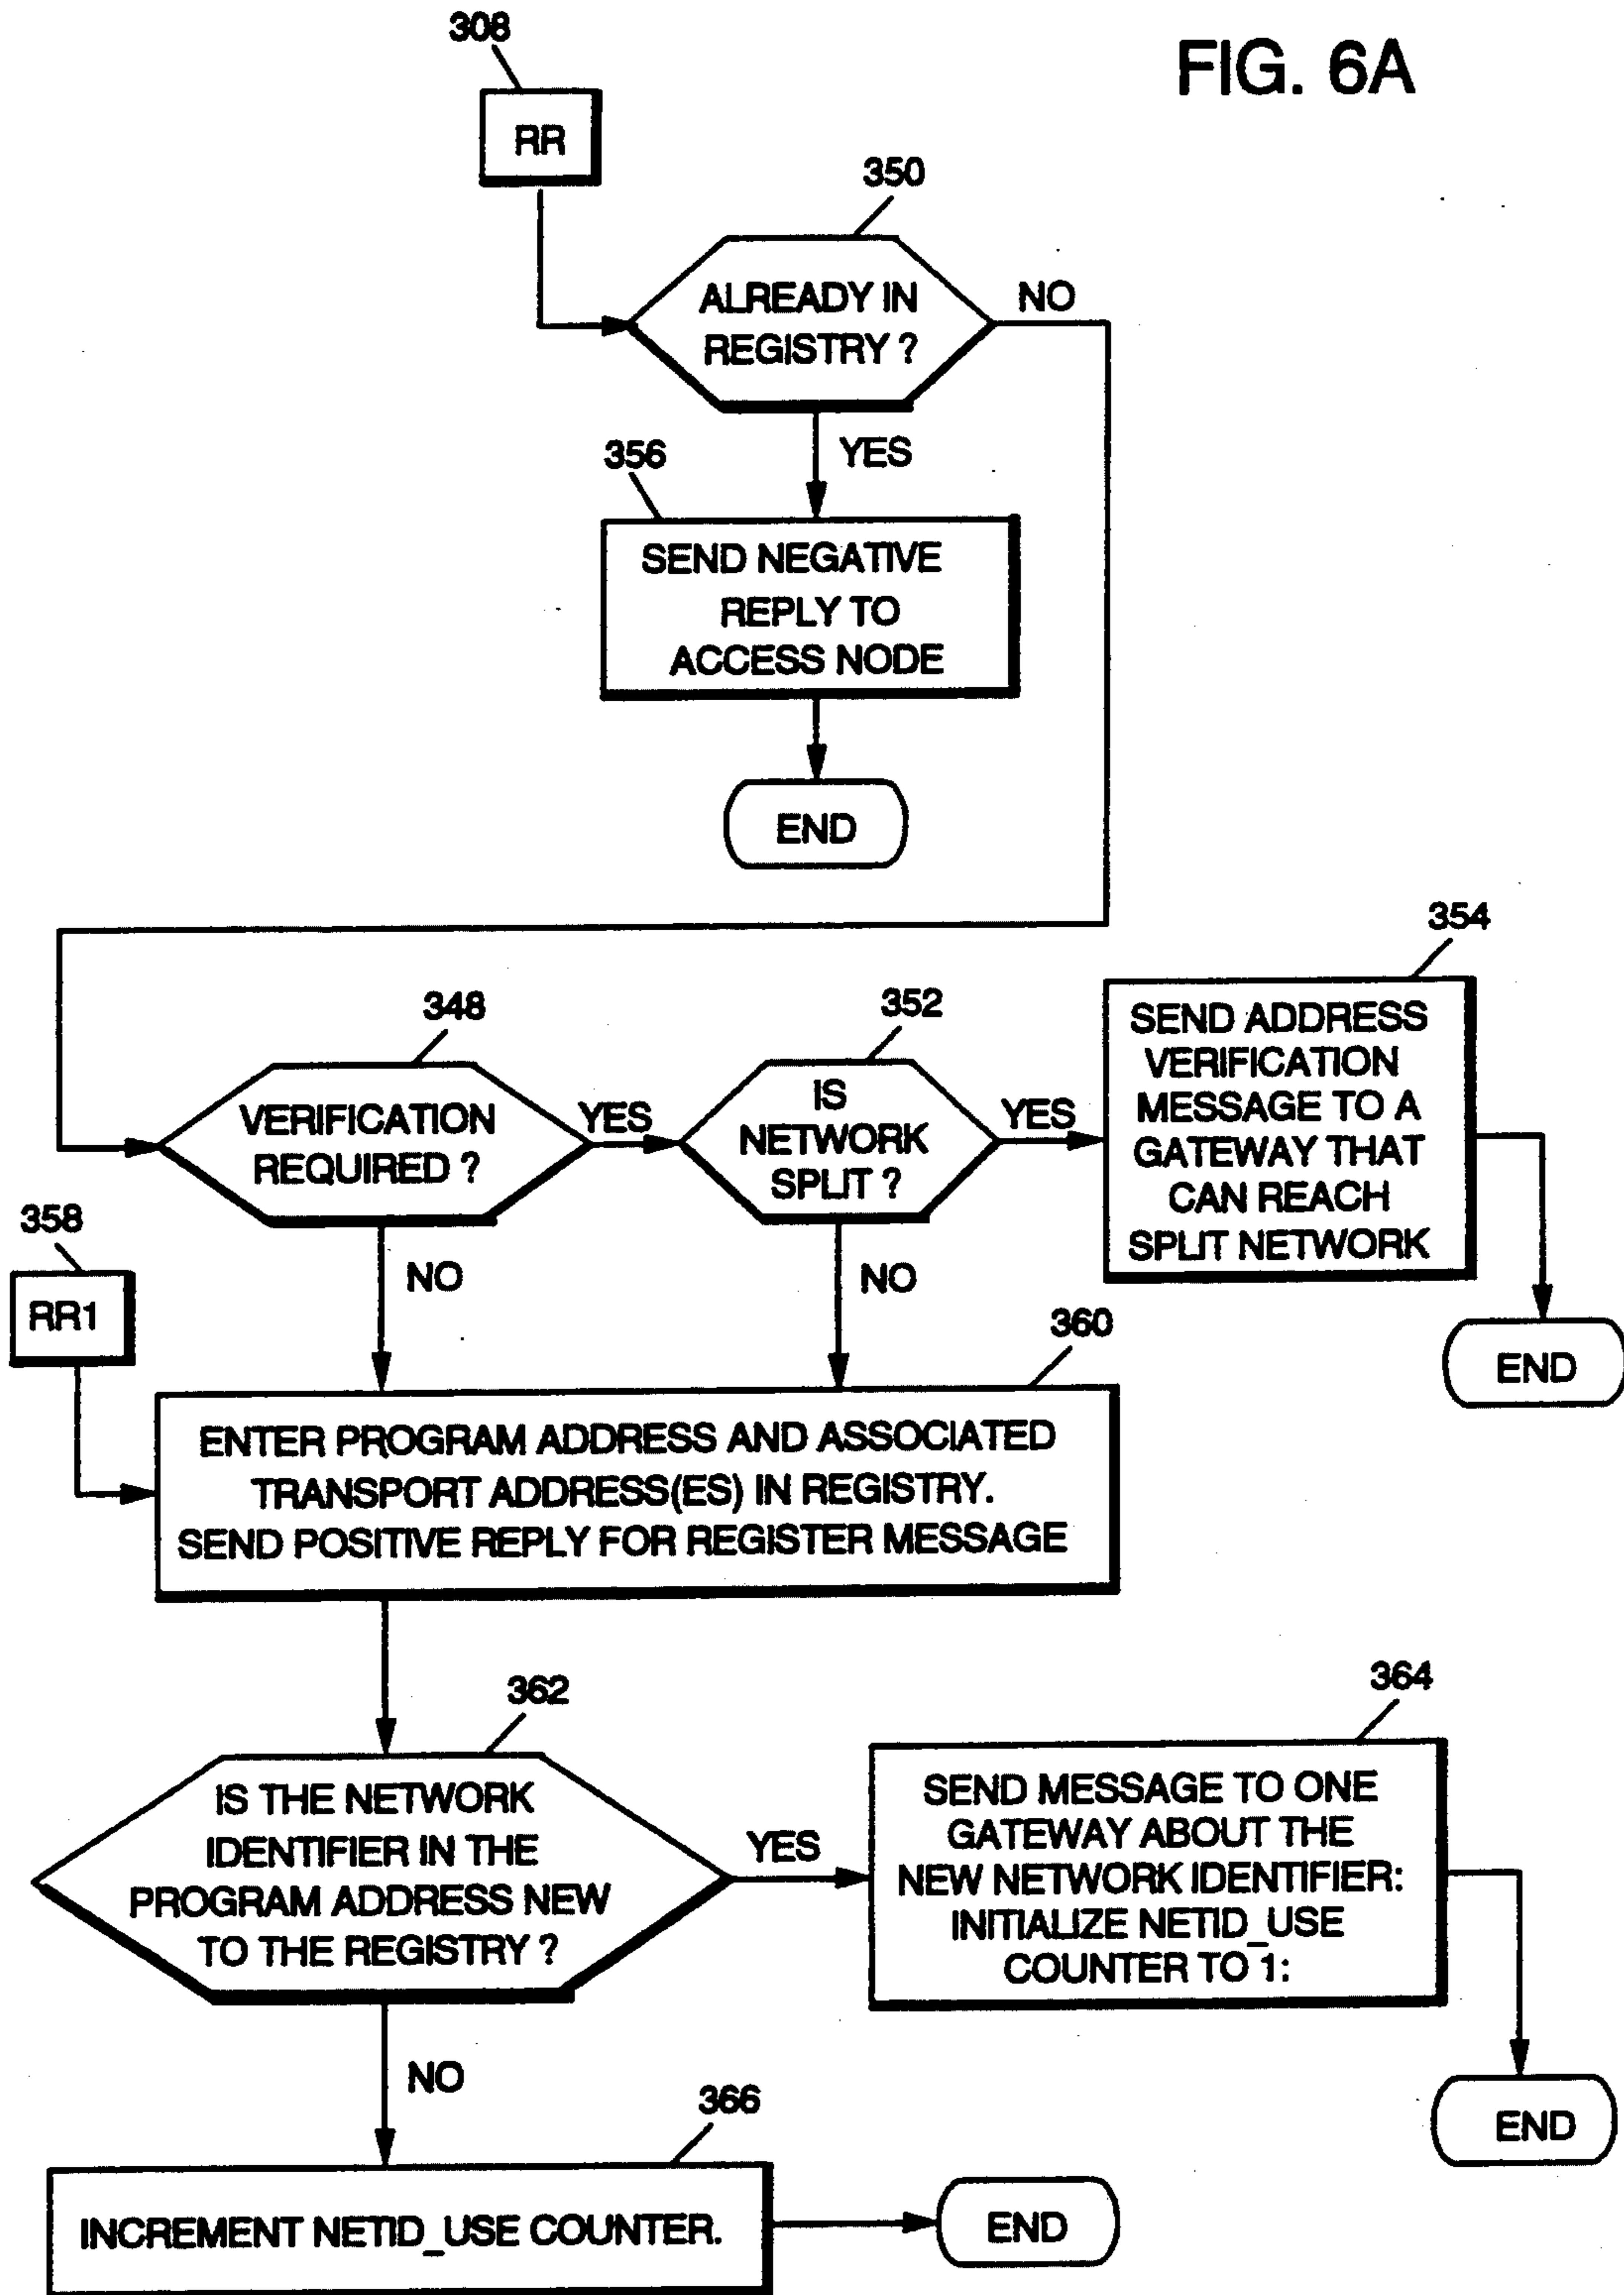 308
FIG. 6A
RR
350
ALREADY IN
REGISTRY ?
NO
YES
356
SEND NEGATIVE
REPLY TO
ACCESS NODE
END
354
348
352
SEND ADDRESS
VERIFICATION
MESSAGE TO A
GATEWAY THAT
CAN REACH
SPLIT NETWORK
VERIFICATION
REQUIRED ?
YES
IS
NETWORK
SPLIT ?
YES
358
NO
NO
RR1
360
END
ENTER PROGRAM ADDRESS AND ASSOCIATED
TRANSPORT ADDRESS(ES) IN REGISTRY.
SEND POSITIVE REPLY FOR REGISTER MESSAGE
362
364
IS THE NETWORK
IDENTIFIER IN THE
PROGRAM ADDRESS NEW
TO THE REGISTRY ?
YES
SEND MESSAGE TO ONE
GATEWAY ABOUT THE
NEW NETWORK IDENTIFIER:
INITIALIZE NETID_USE
COUNTER TO 1:
NO
END
366
INCREMENT NETID_USE COUNTER.
END